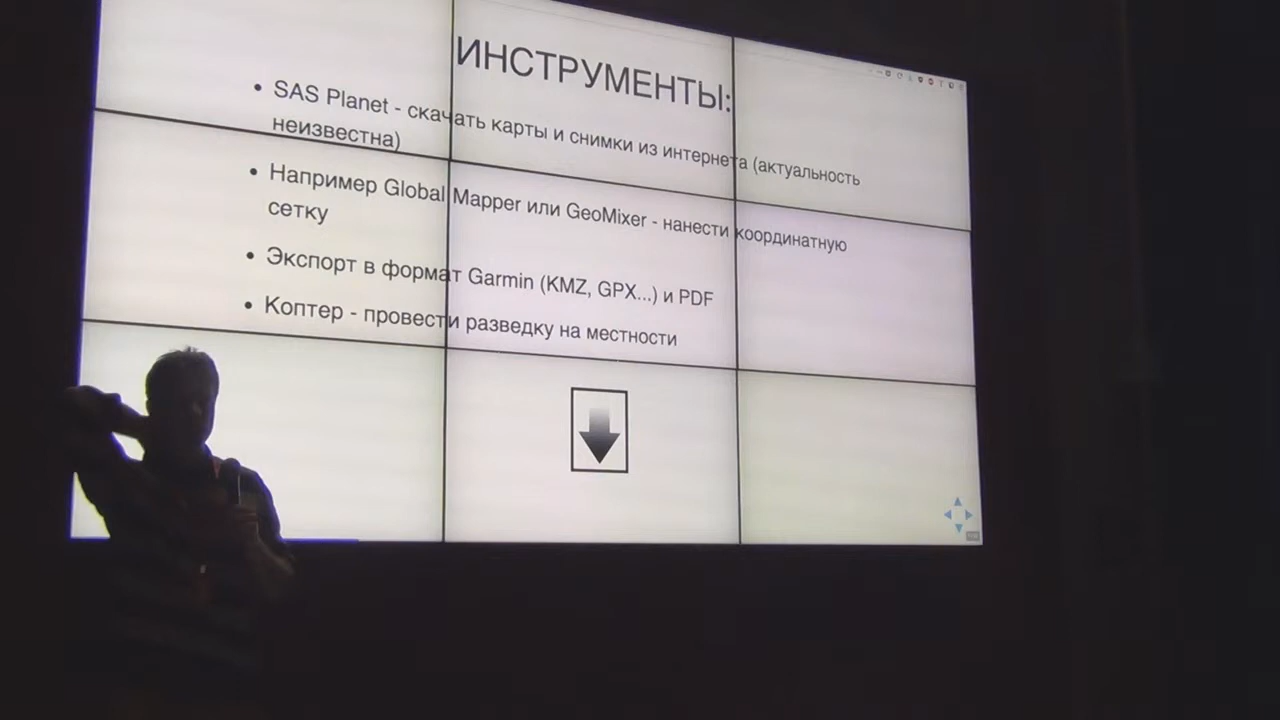 ИНСТРУМЕНТЫ:
• SAS Planet - скачать карты и снимки из интернета (актуальность
неизвестна)
• Например Global Mapper или GeoMixer - нанести координатную
сетку
• Экспорт в формат Garmin (KMZ, GPX...) и PDF
• Коптер - провести разведку на местности